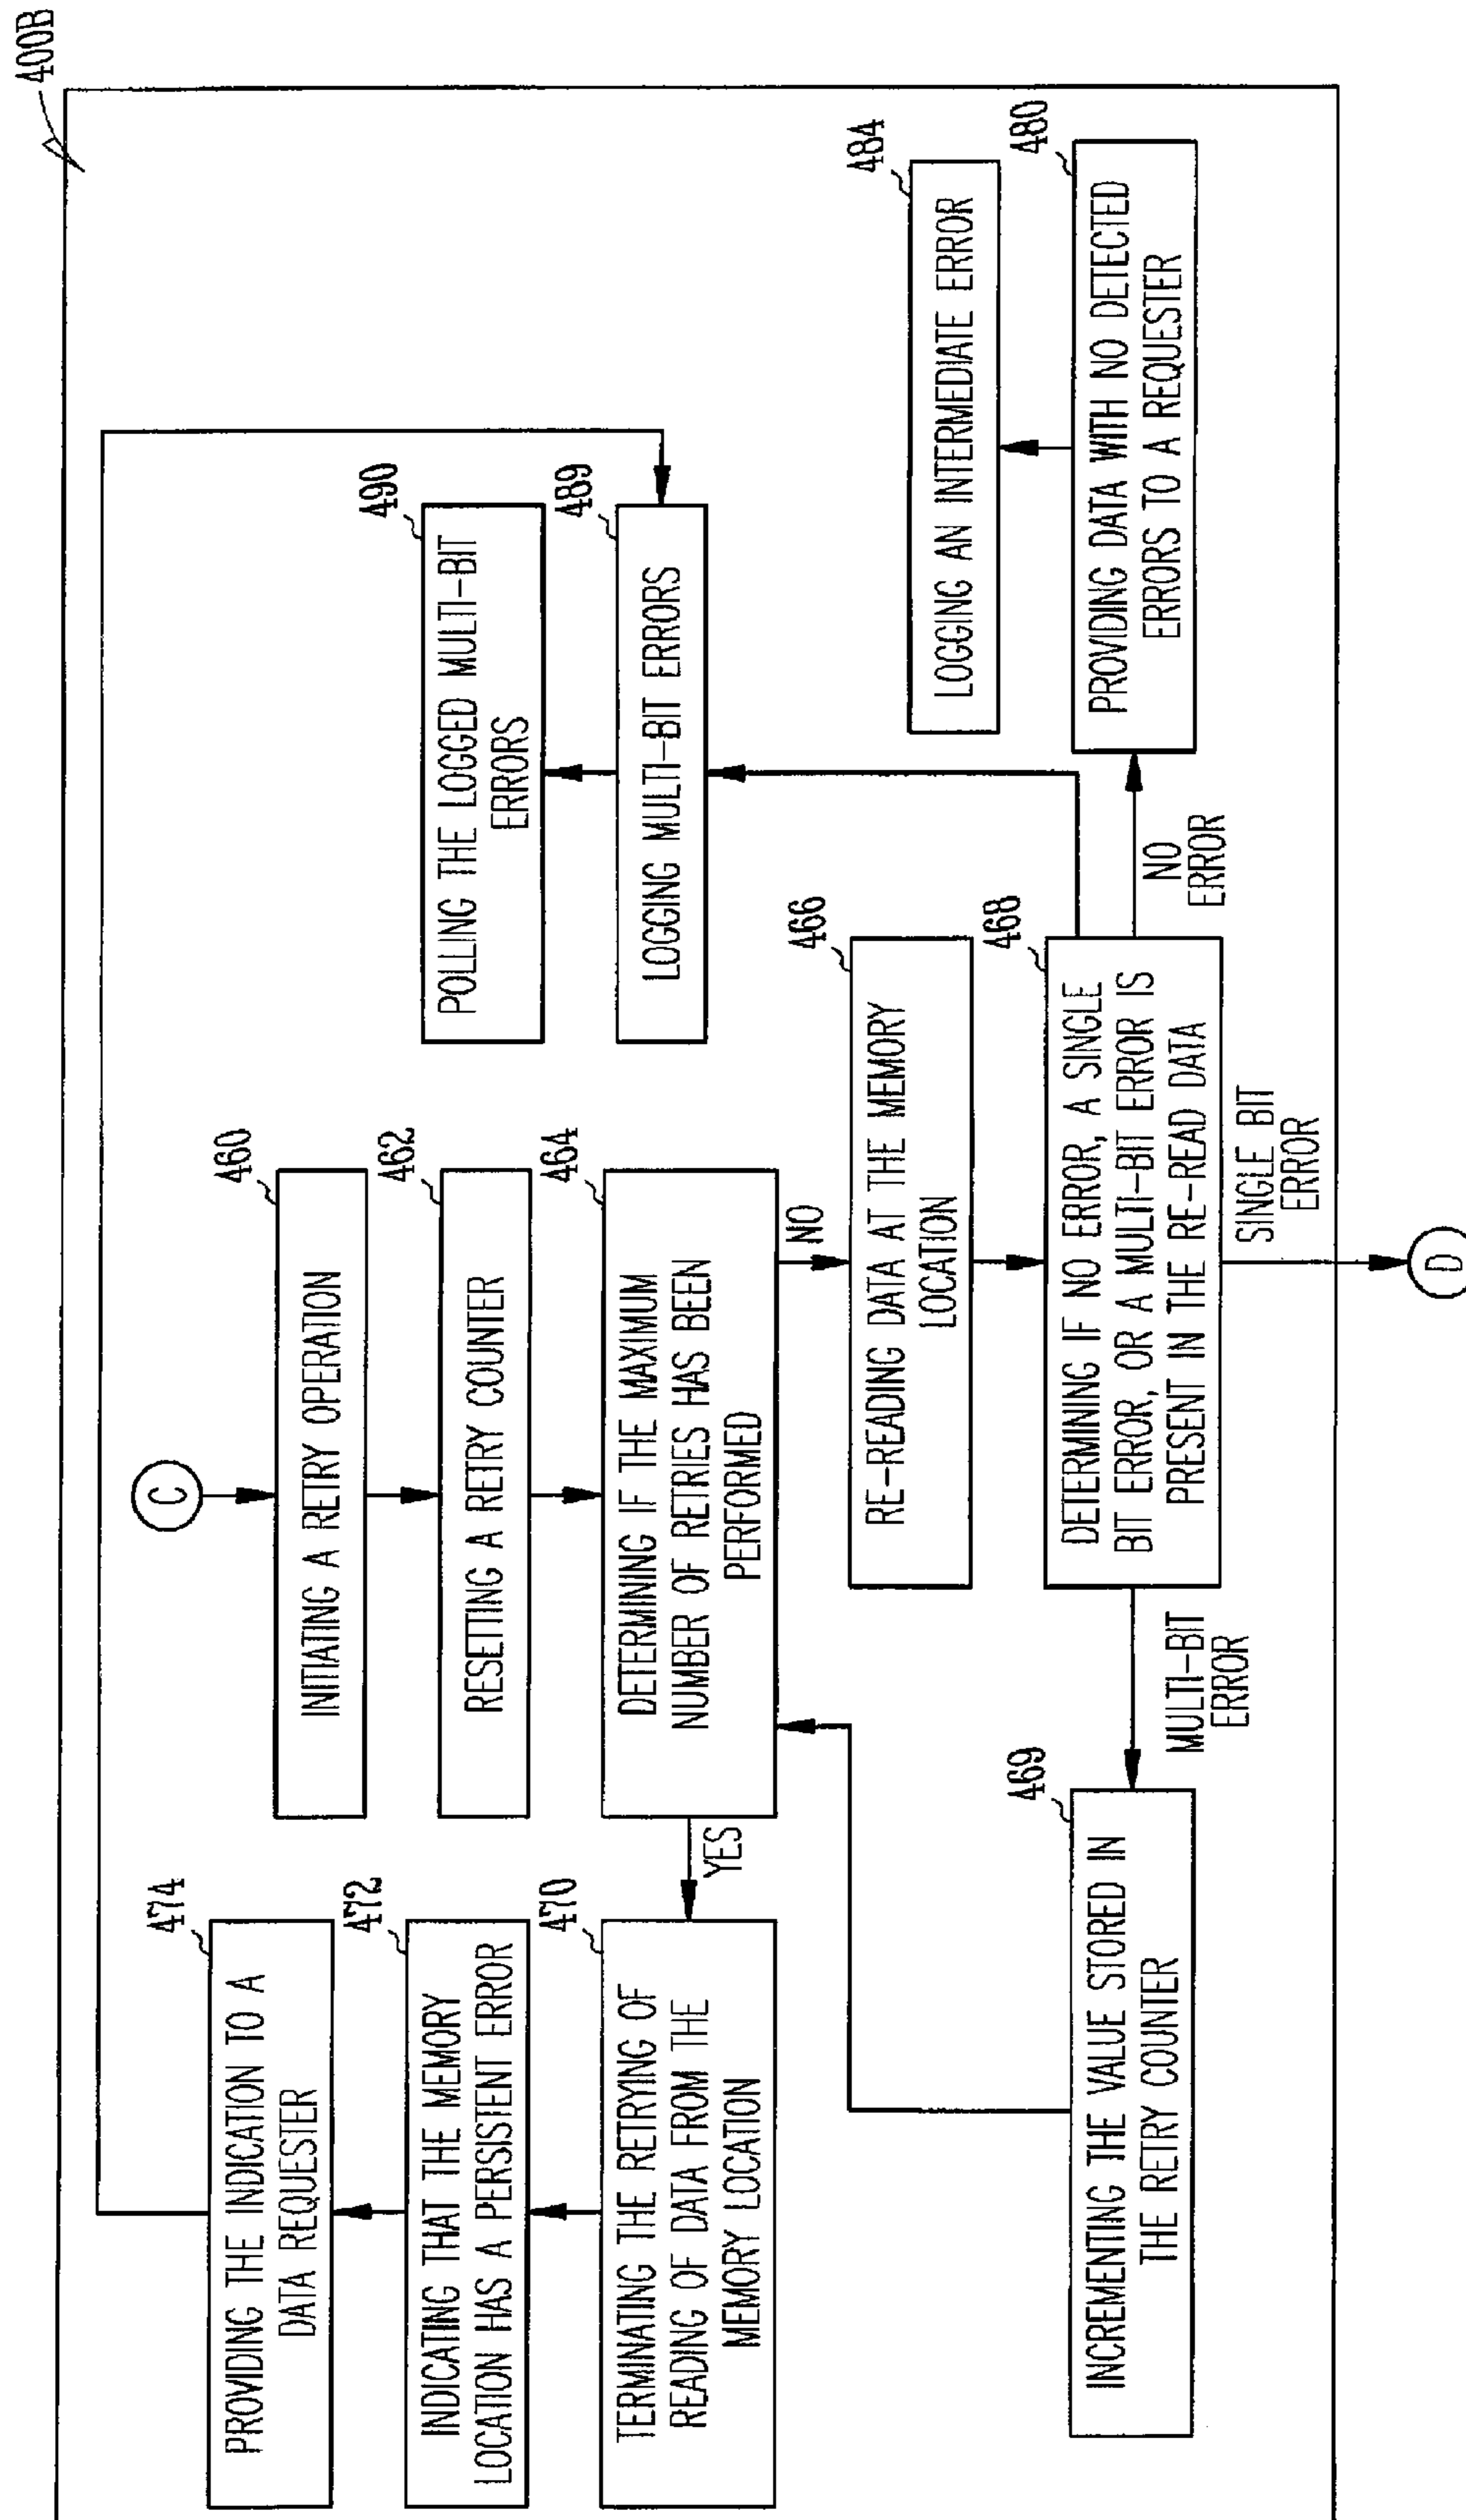 400B
C
460
INITIATING A RETRY OPERATION
462
RESETTING A RETRY COUNTER
464
DETERMINING IF THE MAXIMUM
NUMBER OF RETRIES HAS BEEN
PERFORMED
YES
NO
470
TERMINATING THE RETRYING OF
READING OF DATA FROM THE
MEMORY LOCATION
472
INDICATING THAT THE MEMORY
LOCATION HAS A PERSISTENT ERROR
474
PROVIDING THE INDICATION TO A
DATA REQUESTER
466
RE-READING DATA AT THE MEMORY
LOCATION
468
DETERMINING IF NO ERROR, A SINGLE
BIT ERROR, OR A MULTI-BIT ERROR IS
PRESENT IN THE RE-READ DATA
MULTI-BIT
ERROR
469
INCREMENTING THE VALUE STORED IN
THE RETRY COUNTER
SINGLE BIT
ERROR
D
NO
ERROR
480
PROVIDING DATA WITH NO DETECTED
ERRORS TO A REQUESTER
484
LOGGING AN INTERMEDIATE ERROR
489
LOGGING MULTI-BIT ERRORS
490
POLLING THE LOGGED MULTI-BIT
ERRORS